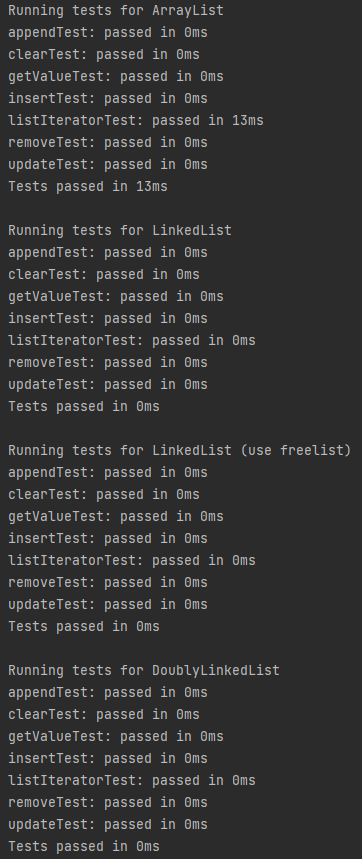 Running tests for ArrayList
appendTest: passed in 0ms
clearTest: passed in 0ms
getValueTest: passed in 0ms
insertTest: passed in 0ms
listIteratorTest: passed in 13ms
removeTest: passed in 0ms
updateTest: passed in 0ms
Tests passed in 13ms
Running tests for LinkedList
appendTest: passed in 0ms
clearTest: passed in 0ms
getValueTest: passed in 0ms
insertTest: passed in 0ms
listIteratorTest: passed in 0ms
removeTest: passed in 0ms
updateTest: passed in 0ms
Tests passed in 0ms
Running tests for LinkedList (use freelist)
appendTest: passed in 0ms
clearTest: passed in 0ms
getValueTest: passed in 0ms
insertTest: passed in 0ms
listIteratorTest: passed in 0ms
removeTest: passed in 0ms
updateTest: passed in 0ms
Tests passed in 0ms
Running tests for DoublyLinkedList
appendTest: passed in 0ms
clearTest: passed in 0ms
getValueTest: passed in 0ms
insertTest: passed in 0ms
listIteratorTest: passed in 0ms
removeTest: passed in 0ms
updateTest: passed in 0ms
Tests passed in 0ms